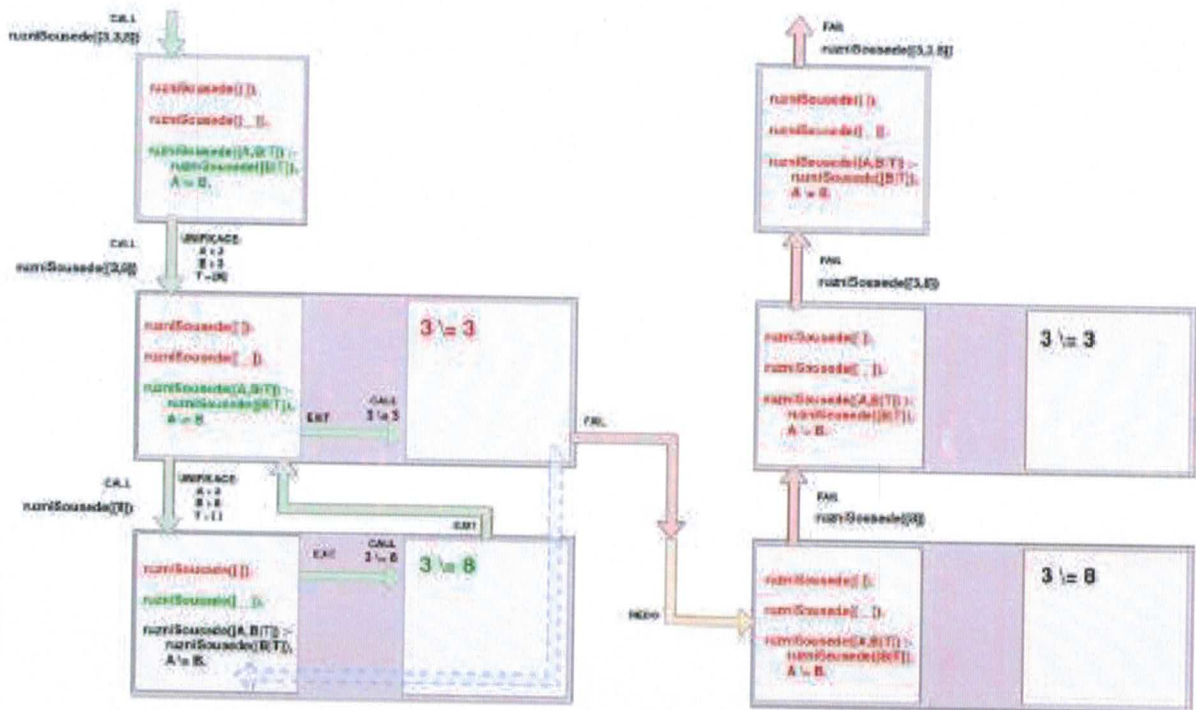 CALL
ruzniSousede([3,3,8])
ruzniSousede([ ]).
ruzniSousede([ _ ]).
ruzniSousede([A,B|T]) :-
ruzniSousede([B|T]),
A \= B.
CALL
ruzniSousede([3,8])
UNIFIKACE:
A = 3
B = 3
T = [8]
ruzniSousede([ ]).
ruzniSousede([ _ ]).
ruzniSousede([A,B|T]) :-
ruzniSousede([B|T]),
A \= B.
EXIT
CALL
3 \= 3
3 \= 3
FAIL
CALL
ruzniSousede([8])
UNIFIKACE:
A = 3
B = 8
T = [ ]
EXIT
ruzniSousede([ ]).
ruzniSousede([ _ ]).
ruzniSousede([A,B|T]) :-
ruzniSousede([B|T]),
A \= B.
EXIT
CALL
3 \= 8
3 \= 8
REDO
FAIL
ruzniSousede([3,3,8])
ruzniSousede([ ]).
ruzniSousede([ _ ]).
ruzniSousede([A,B|T]) :-
ruzniSousede([B|T]),
A \= B.
FAIL
ruzniSousede([3,8])
ruzniSousede([ ]).
ruzniSousede([ _ ]).
ruzniSousede([A,B|T]) :-
ruzniSousede([B|T]),
A \= B.
3 \= 3
FAIL
ruzniSousede([8])
ruzniSousede([ ]).
ruzniSousede([ _ ]).
ruzniSousede([A,B|T]) :-
ruzniSousede([B|T]),
A \= B.
3 \= 8